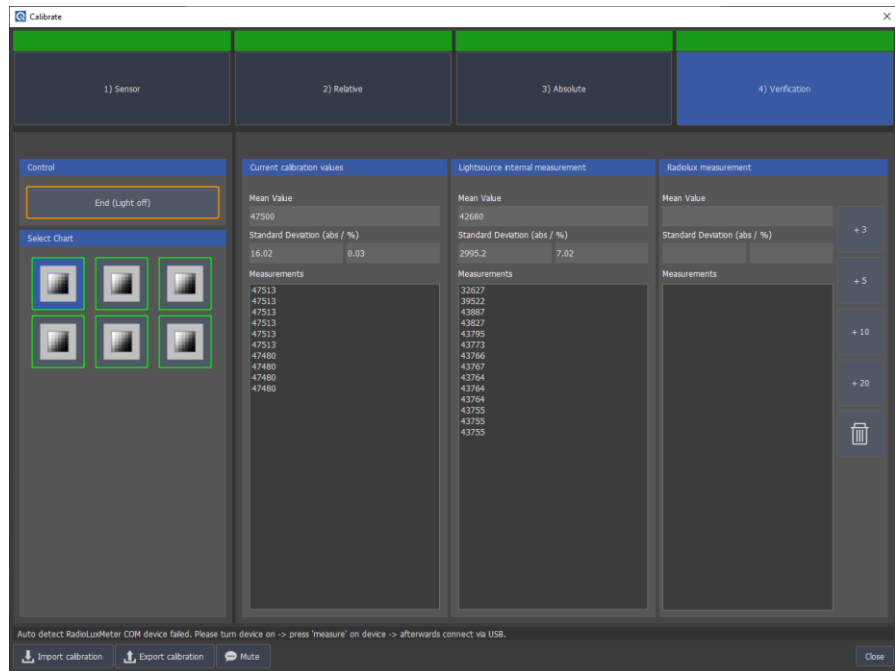 Calibrate
1) Sensor
2) Relative
3) Absolute
4) Verification
Control
End (Light off)
Select Chart
Current calibration values
Mean Value
47500
Standard Deviation (abs / %)
16.02 0.03
Measurements
47513
47513
47513
47513
47513
47513
47480
47480
47480
47480
Lightsource internal measurement
Mean Value
42680
Standard Deviation (abs / %)
2995.2 7.02
Measurements
32627
39522
43887
43827
43795
43773
43766
43767
43764
43764
43764
43755
43755
43755
Radiolux measurement
Mean Value
Standard Deviation (abs / %)
Measurements
+ 3
+ 5
+ 10
+ 20
Auto detect RadioLuxMeter COM device failed. Please turn device on -> press 'measure' on device -> afterwards connect via USB.
Import calibration
Export calibration
Mute
Close